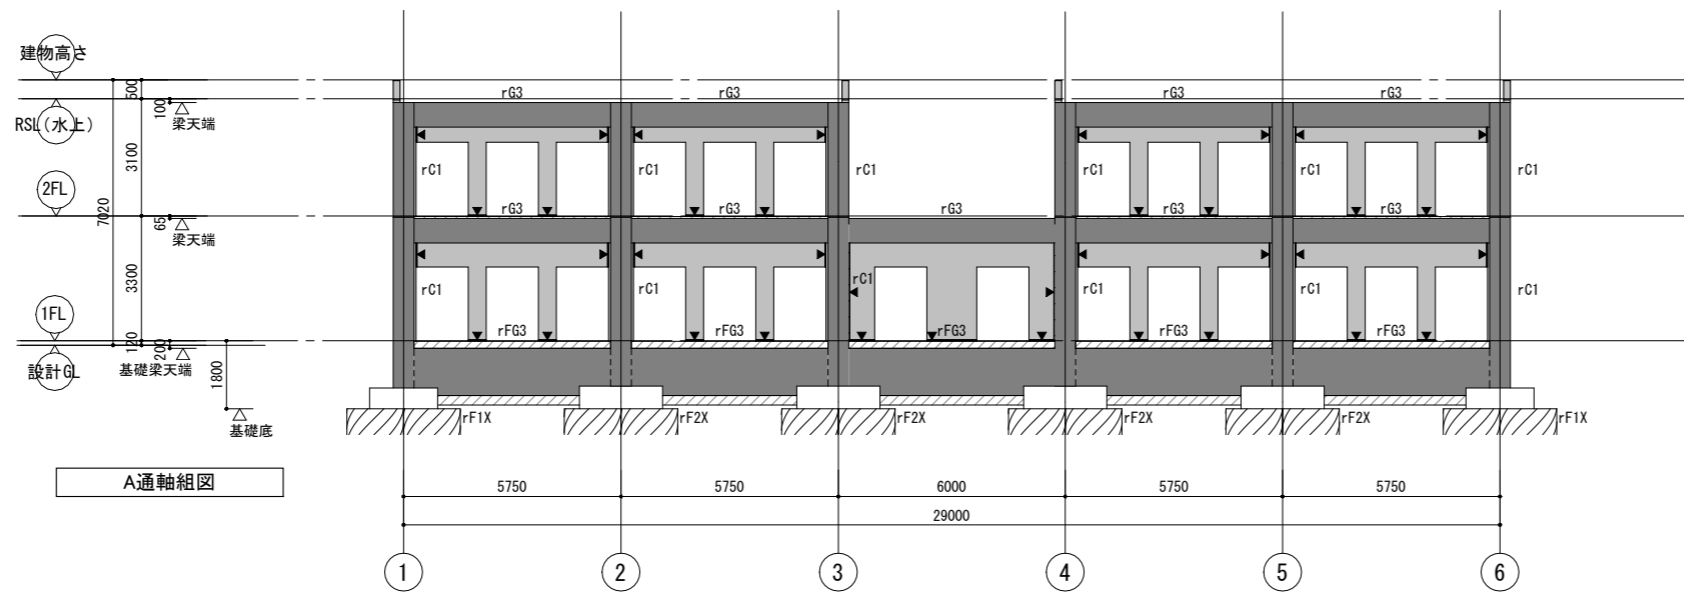 建物高さ
500
rG3 rG3 rG3 rG3
100
梁天端
RSL(水上)
3100
rC1 rC1 rC1 rC1 rC1 rC1
2FL
7020
rG3 rG3 rG3 rG3 rG3
65
梁天端
3300
rC1 rC1 rC1 rC1 rC1 rC1
1FL
rFG3 rFG3 rFG3 rFG3 rFG3
120
200
設計GL
基礎梁天端
1800
基礎底
rF1X rF2X rF2X rF2X rF2X rF1X
A通軸組図
5750 5750 6000 5750 5750
29000
1 2 3 4 5 6